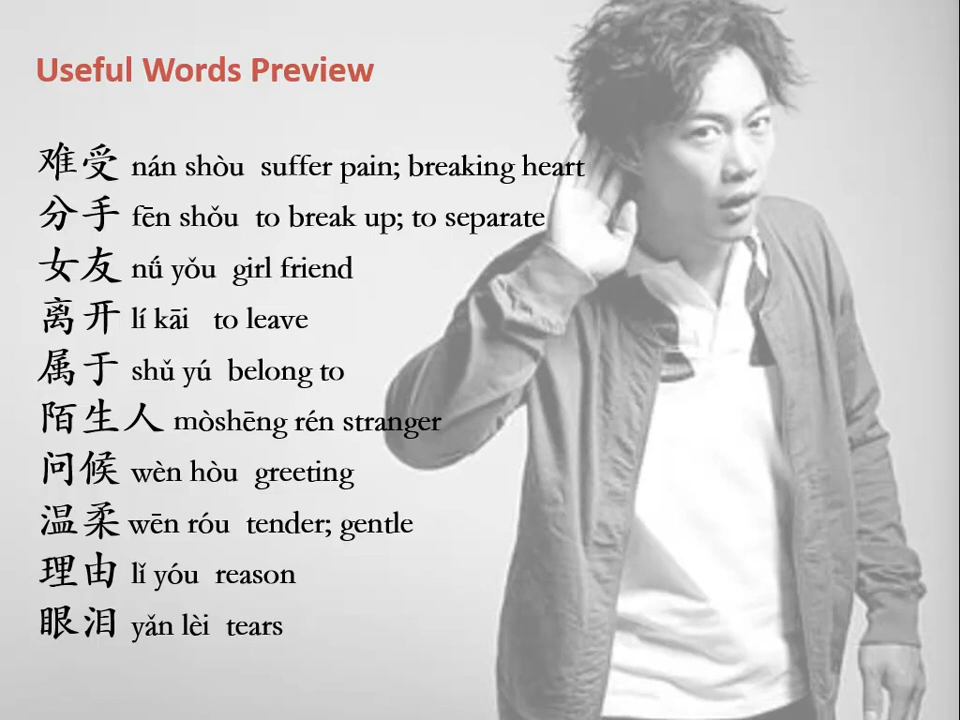 Useful Words Preview
难受 nán shòu suffer pain; breaking heart
分手 fēn shǒu to break up; to separate
女友 nǘ yǒu girl friend
离开 lí kāi to leave
属于 shǔ yú belong to
陌生人 mòshēng rén stranger
问候 wèn hòu greeting
温柔 wēn róu tender; gentle
理由 lǐ yóu reason
眼泪 yǎn lèi tears